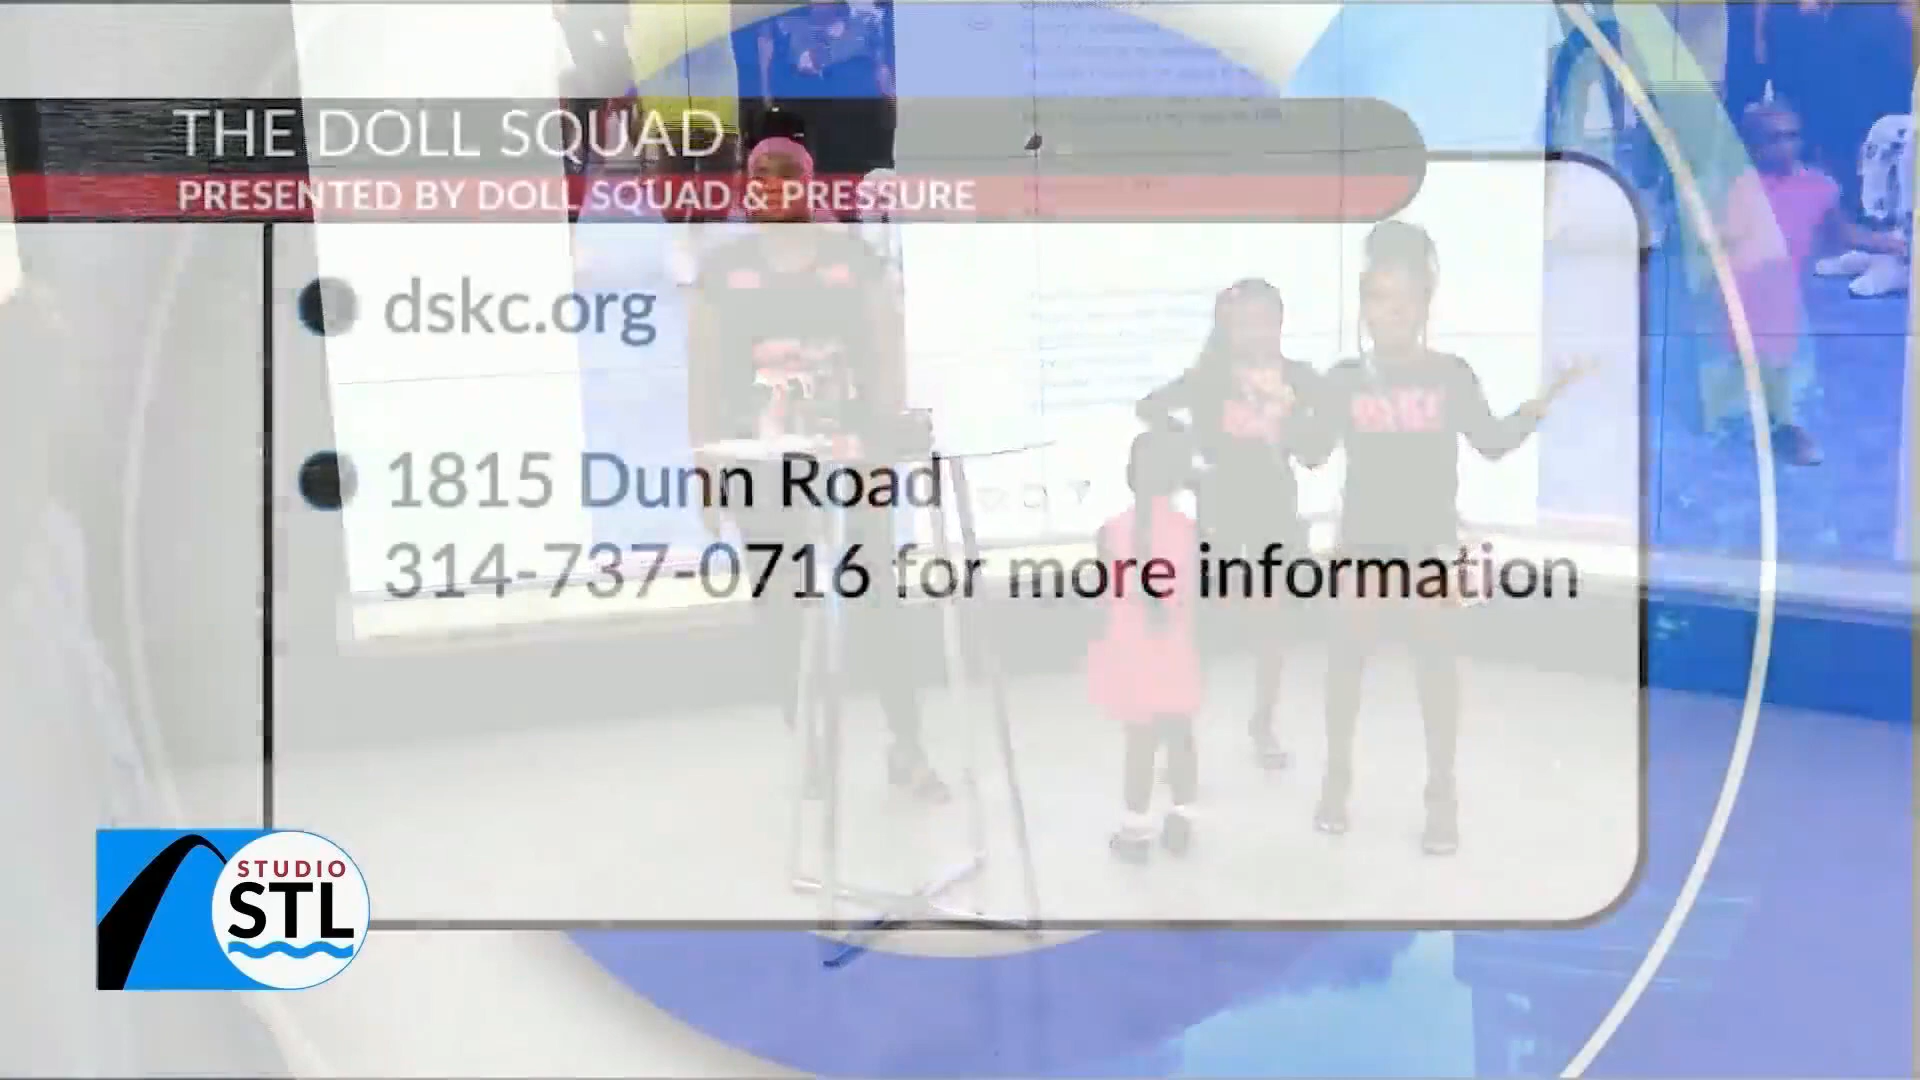 THE DOLL SQUAD
PRESENTED BY DOLL SQUAD & PRESSURE
dskc.org
1815 Dunn Road
314-737-0716 for more information
STUDIO
STL